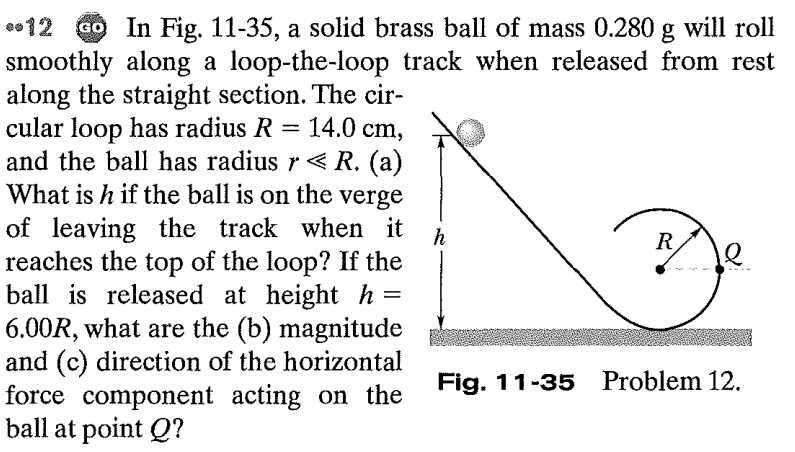 ••12 GO In Fig. 11-35, a solid brass ball of mass 0.280 g will roll
smoothly along a loop-the-loop track when released from rest
along the straight section. The cir-
cular loop has radius R = 14.0 cm,
and the ball has radius r ≪ R. (a)
What is h if the ball is on the verge
of leaving the track when it
reaches the top of the loop? If the
ball is released at height h =
6.00R, what are the (b) magnitude
and (c) direction of the horizontal
force component acting on the
ball at point Q?
h
R
Q
Fig. 11-35 Problem 12.